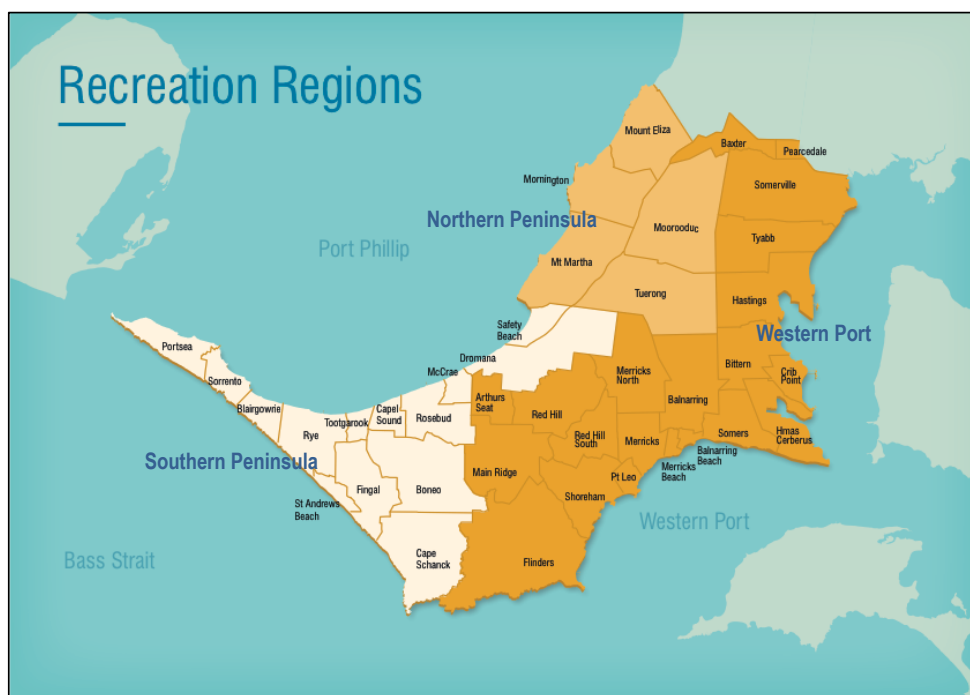 Recreation Regions
Mount Eliza
Baxter
Pearcedale
Mornington
Somerville
Northern Peninsula
Moorooduc
Tyabb
Port Phillip
Mt Martha
Tuerong
Hastings
Safety
Beach
Western Port
Portsea
Dromana
McCrae
Sorrento
Merricks
North
Bittern
Crib
Point
Arthurs
Seat
Balnarring
Blairgowrie
Capel
Sound
Rosebud
Red Hill
Tootgarook
Rye
Red Hill
South
Merricks
Somers
Hmas
Cerberus
Southern Peninsula
Balnarring
Beach
Merricks
Beach
Main Ridge
Pt Leo
Fingal
Boneo
Shoreham
St Andrews
Beach
Western Port
Bass Strait
Cape
Schanck
Flinders